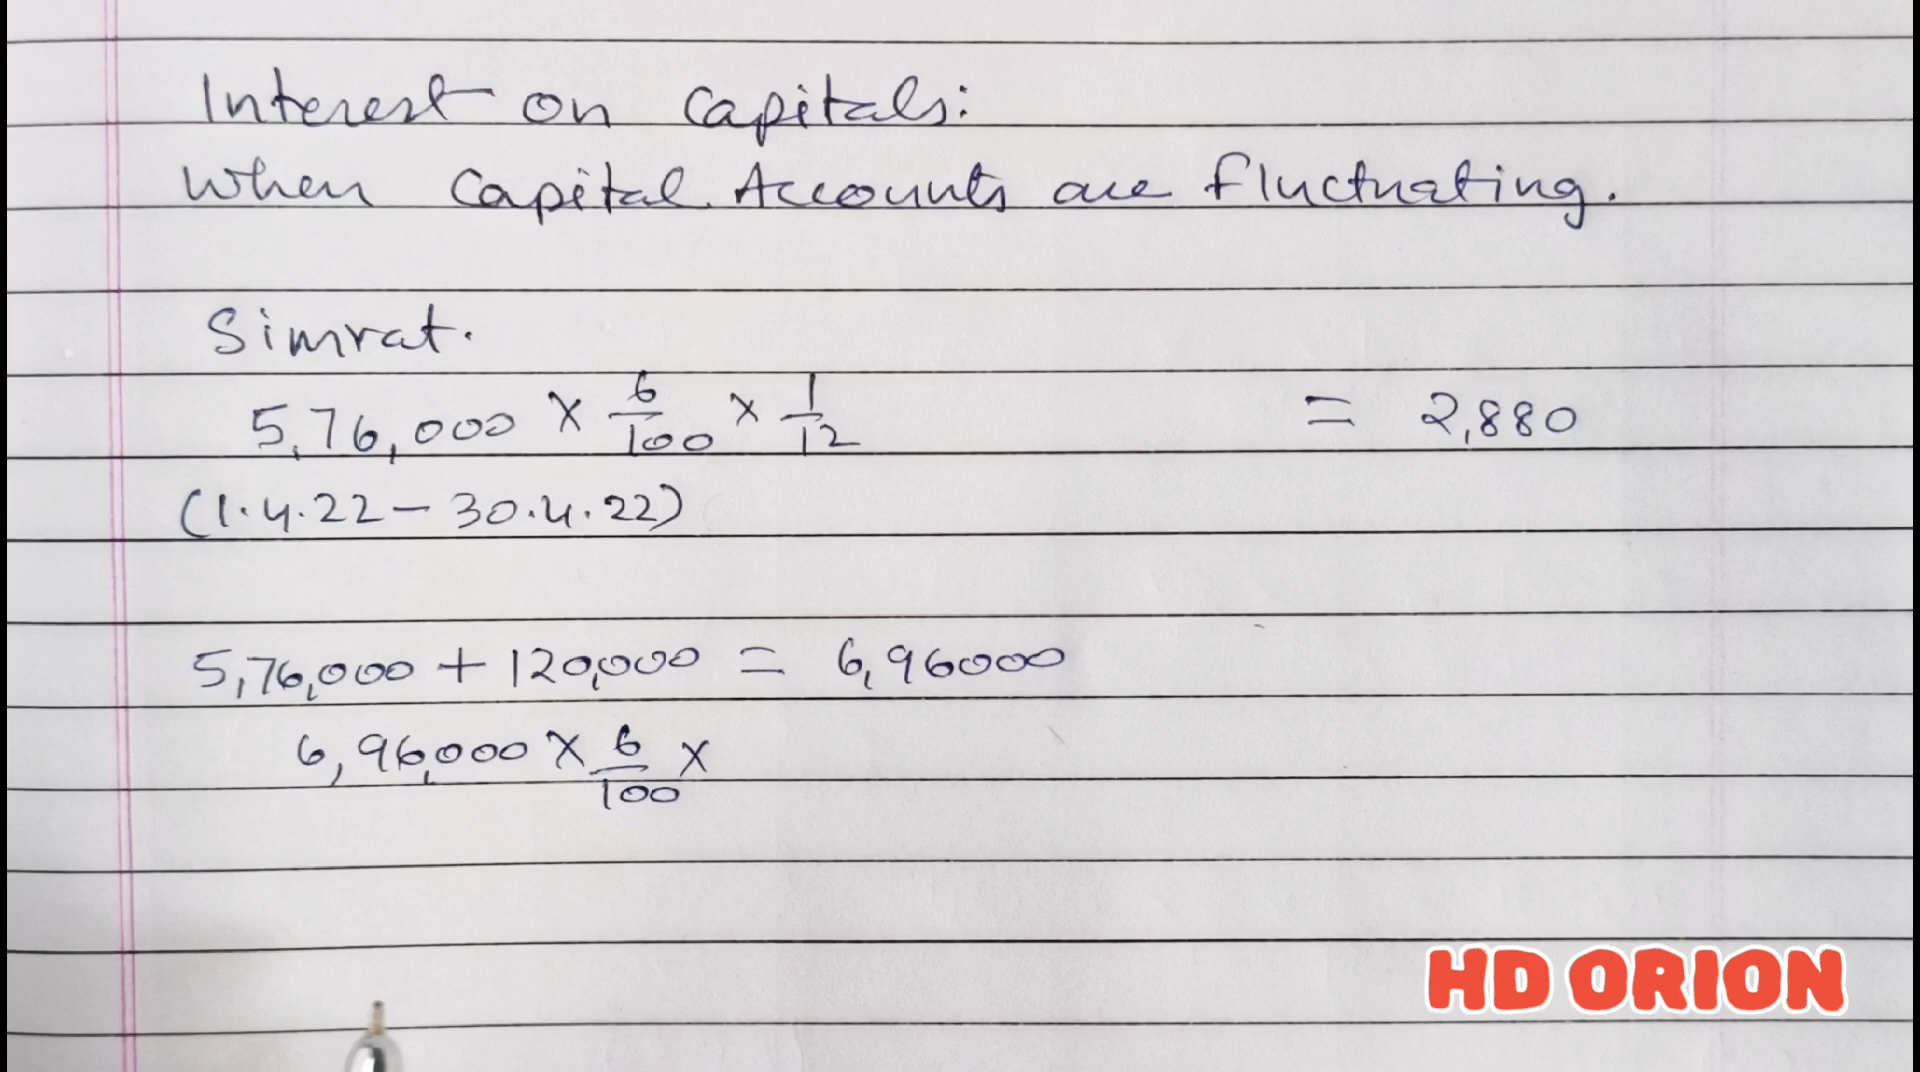 Interest on Capitals:
When Capital Accounts are fluctuating.
Simrat.
5,76,000 × 6/100 × 1/12 = 2,880
(1.4.22 – 30.4.22)
5,76,000 + 120,000 = 6,96000
6,96,000 × 6/100 ×
HD ORION